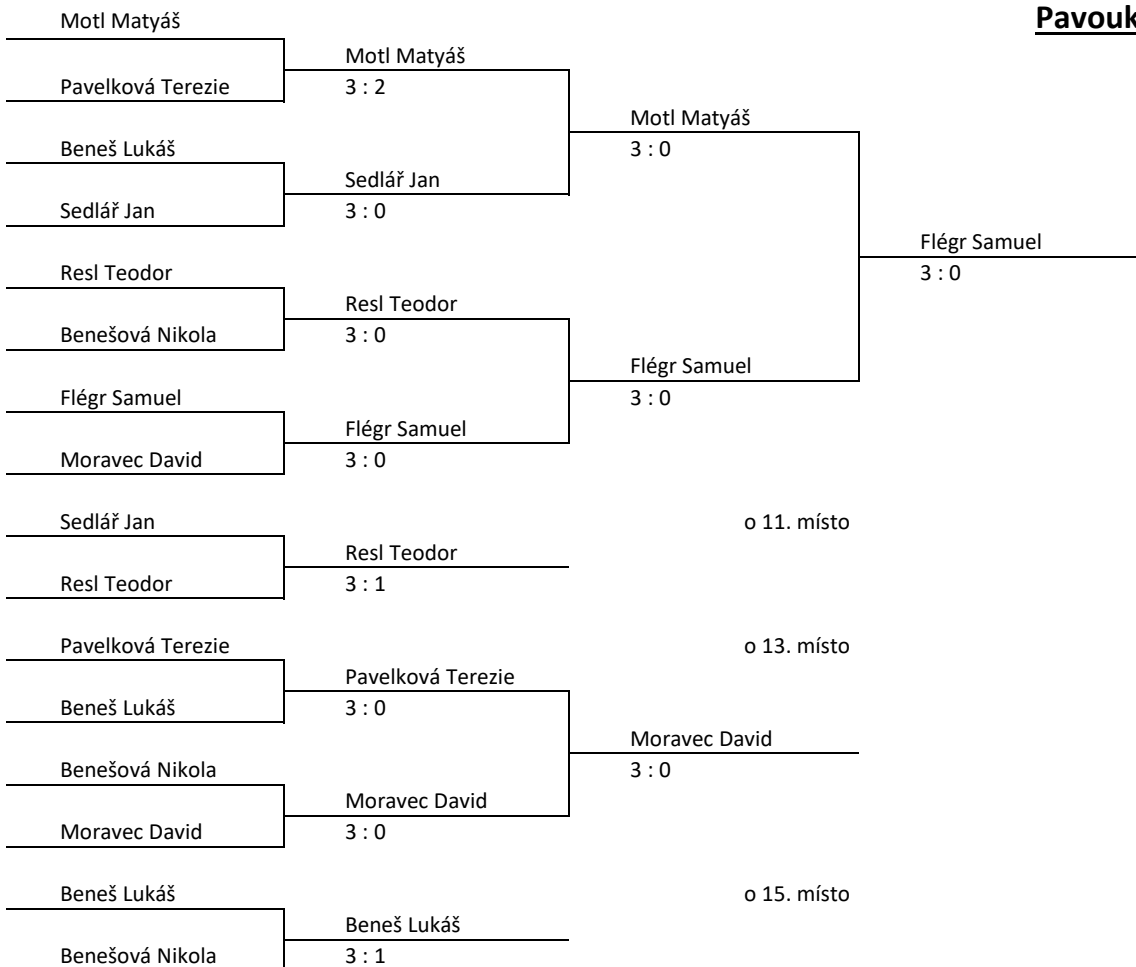 Pavouk
Motl Matyáš
Motl Matyáš
Pavelková Terezie
3 : 2
Motl Matyáš
Beneš Lukáš
3 : 0
Sedlář Jan
Sedlář Jan
3 : 0
Flégr Samuel
Resl Teodor
3 : 0
Resl Teodor
Benešová Nikola
3 : 0
Flégr Samuel
Flégr Samuel
3 : 0
Flégr Samuel
Moravec David
3 : 0
Sedlář Jan
o 11. místo
Resl Teodor
Resl Teodor
3 : 1
Pavelková Terezie
o 13. místo
Pavelková Terezie
Beneš Lukáš
3 : 0
Moravec David
Benešová Nikola
3 : 0
Moravec David
Moravec David
3 : 0
Beneš Lukáš
o 15. místo
Beneš Lukáš
Benešová Nikola
3 : 1